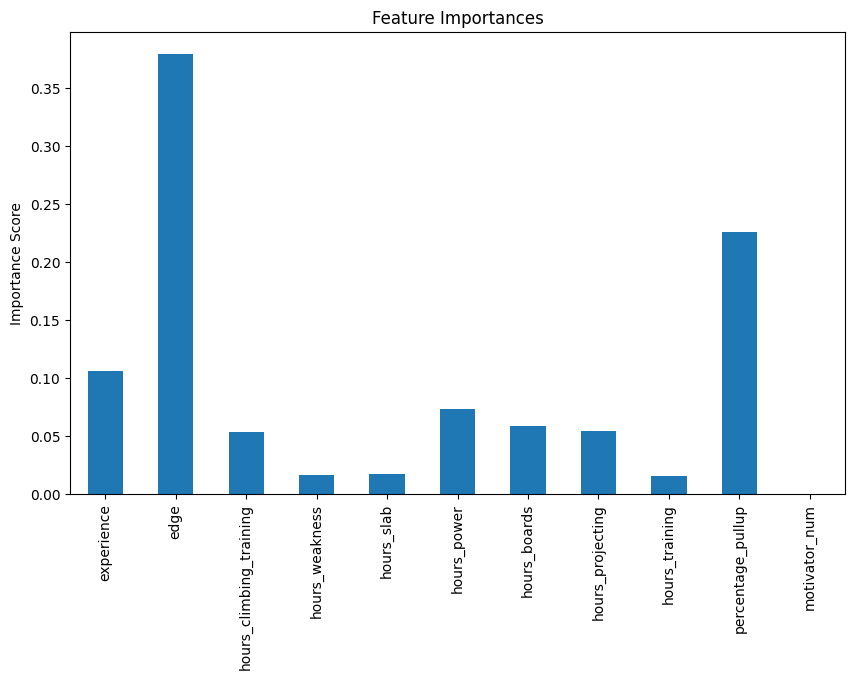 Feature Importances
Importance Score
0.35
0.30
0.25
0.20
0.15
0.10
0.05
0.00
experience
edge
hours_climbing_training
hours_weakness
hours_slab
hours_power
hours_boards
hours_projecting
hours_training
percentage_pullup
motivator_num